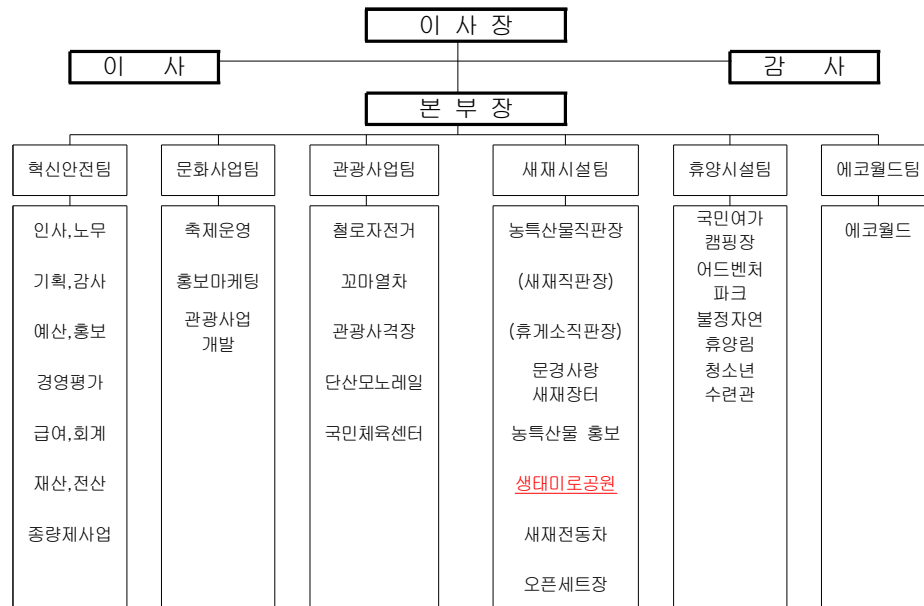 이 사 장
이 사
감 사
본 부 장
혁신안전팀
문화사업팀
관광사업팀
새재시설팀
휴양시설팀
에코월드팀
인사,노무
기획,감사
예산,홍보
경영평가
급여,회계
재산,전산
종량제사업
축제운영
홍보마케팅
관광사업
개발
철로자전거
꼬마열차
관광사격장
단산모노레일
국민체육센터
농특산물직판장
(새재직판장)
(휴게소직판장)
문경사랑
새재장터
농특산물 홍보
생태미로공원
새재전동차
오픈세트장
국민여가
캠핑장
어드벤처
파크
불정자연
휴양림
청소년
수련관
에코월드